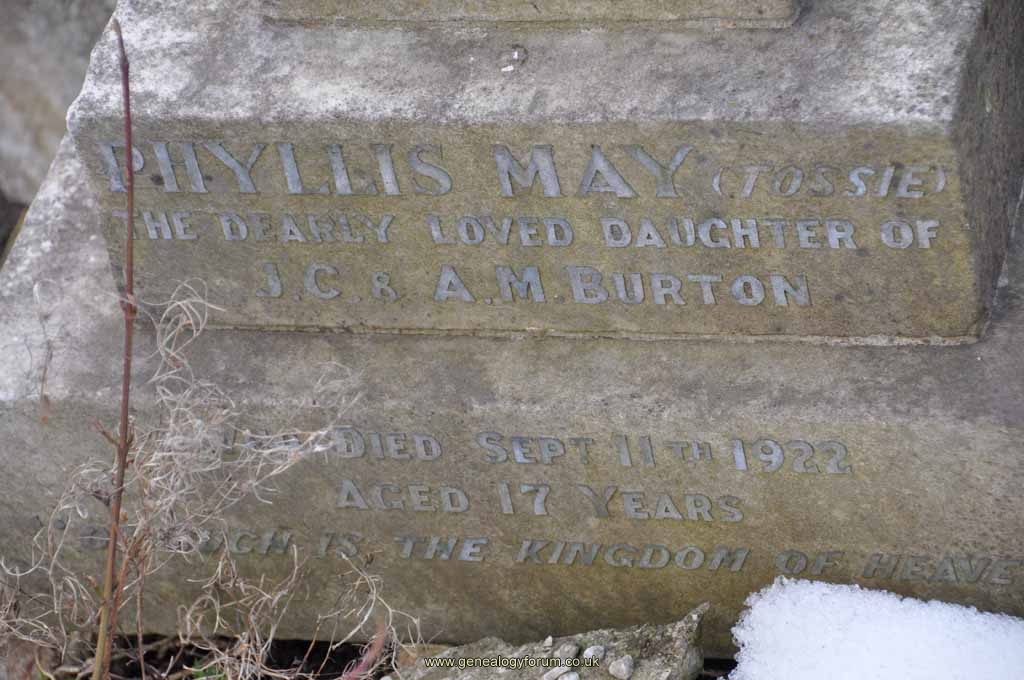 PHYLLIS MAY (TOSSIE)
THE DEARLY LOVED DAUGHTER OF
J.C. & A.M. BURTON
DIED SEPT 11TH 1922
AGED 17 YEARS
IS THE KINGDOM OF HEAVEN
www.genealogyforum.co.uk